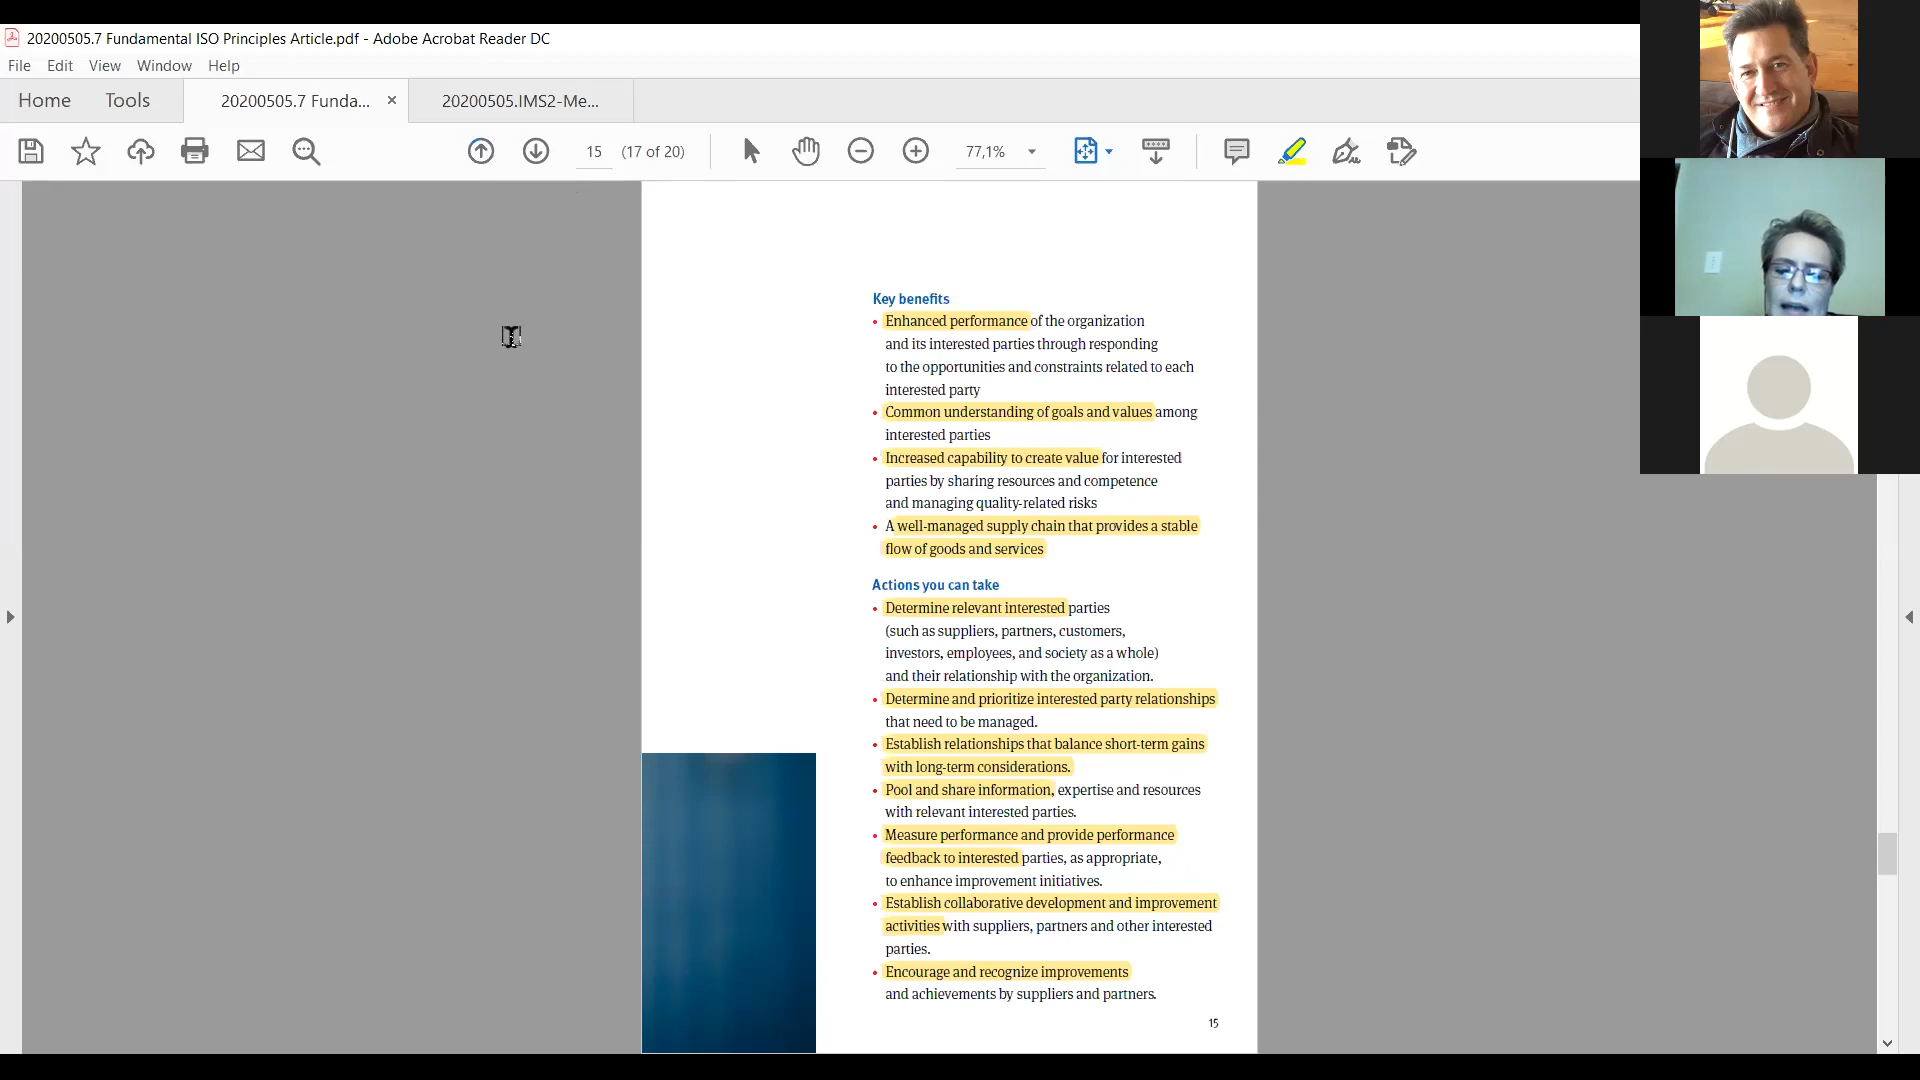 20200505.7 Fundamental ISO Principles Article.pdf - Adobe Acrobat Reader DC
File Edit View Window Help
Home Tools 20200505.7 Funda... × 20200505.IMS2-Me...
15 (17 of 20) 77,1%
Key benefits
• Enhanced performance of the organization
and its interested parties through responding
to the opportunities and constraints related to each
interested party
• Common understanding of goals and values among
interested parties
• Increased capability to create value for interested
parties by sharing resources and competence
and managing quality-related risks
• A well-managed supply chain that provides a stable
flow of goods and services
Actions you can take
• Determine relevant interested parties
(such as suppliers, partners, customers,
investors, employees, and society as a whole)
and their relationship with the organization.
• Determine and prioritize interested party relationships
that need to be managed.
• Establish relationships that balance short-term gains
with long-term considerations.
• Pool and share information, expertise and resources
with relevant interested parties.
• Measure performance and provide performance
feedback to interested parties, as appropriate,
to enhance improvement initiatives.
• Establish collaborative development and improvement
activities with suppliers, partners and other interested
parties.
• Encourage and recognize improvements
and achievements by suppliers and partners.
15